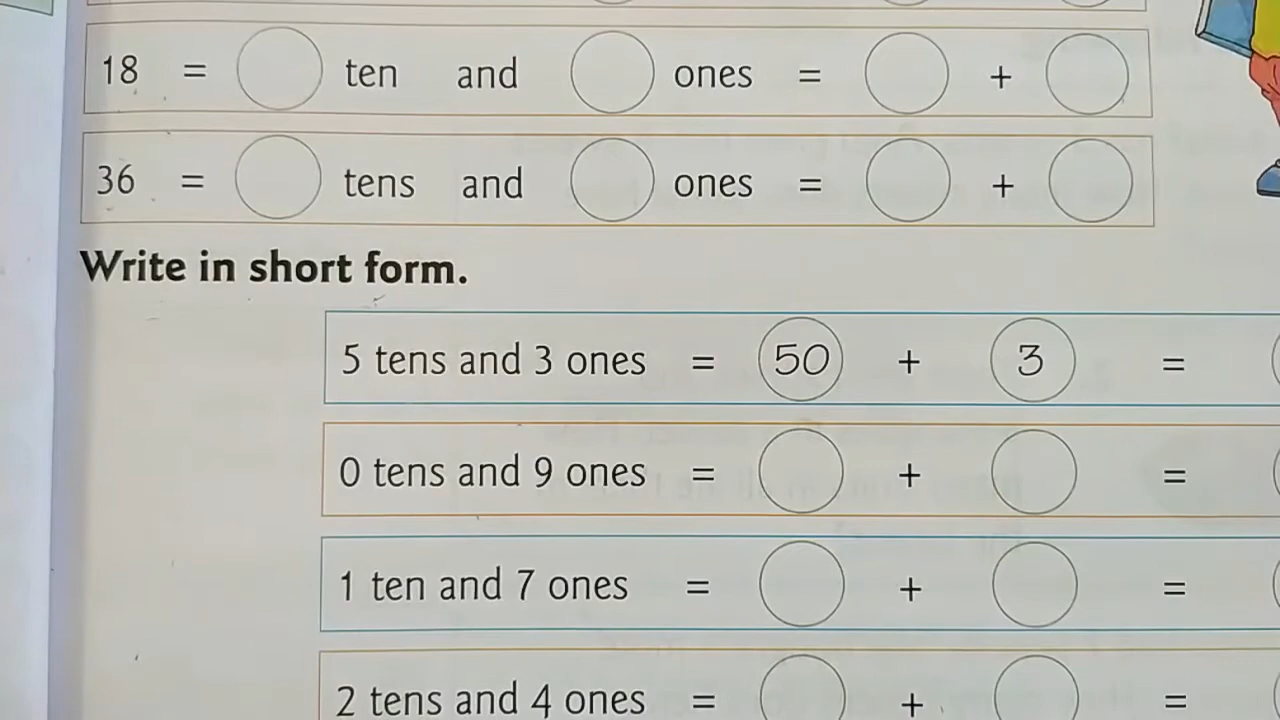 18 = ten and ones = +
36 = tens and ones = +
Write in short form.
5 tens and 3 ones = 50 + 3 =
0 tens and 9 ones = + =
1 ten and 7 ones = + =
2 tens and 4 ones = + =